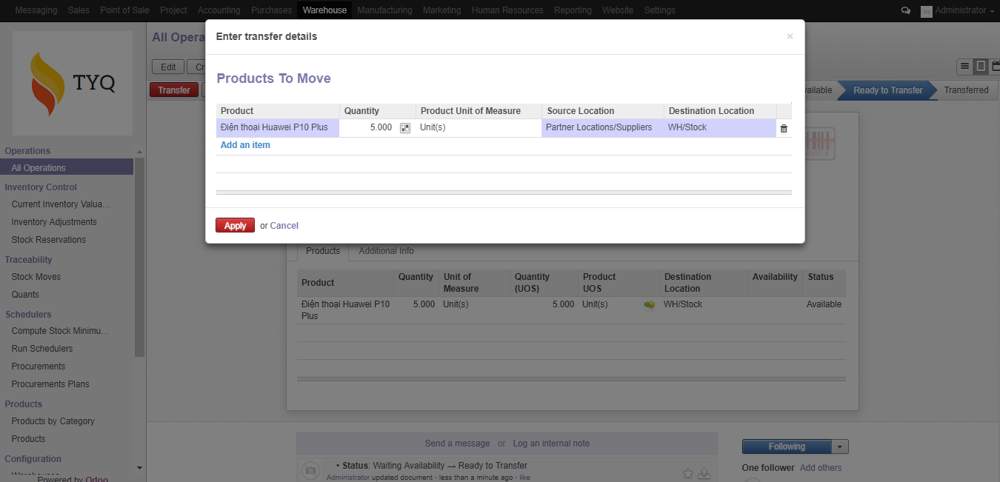 Messaging Sales Point of Sale Project Accounting Purchases Warehouse Manufacturing Marketing Human Resources Reporting Website Settings Administrator
TYQ
Operations
All Operations
Inventory Control
Current Inventory Valua...
Inventory Adjustments
Stock Reservations
Traceability
Stock Moves
Quants
Schedulers
Compute Stock Minimu...
Run Schedulers
Procurements
Procurements Plans
Products
Products by Category
Products
Configuration
Powered by Odoo
All Opera
Edit Cr
Transfer
Ready to Transfer Transferred
Enter transfer details ×
Products To Move
Product Quantity Product Unit of Measure Source Location Destination Location
Điện thoại Huawei P10 Plus 5.000 Unit(s) Partner Locations/Suppliers WH/Stock
Add an item
Apply or Cancel
Products Additional Info
Product Quantity Unit of Measure Quantity (UOS) Product UOS Destination Location Availability Status
Điện thoại Huawei P10 Plus 5.000 Unit(s) 5.000 Unit(s) WH/Stock Available
Send a message or Log an internal note
• Status: Waiting Availability → Ready to Transfer
Administrator updated document - less than a minute ago - like
Following
One follower Add others